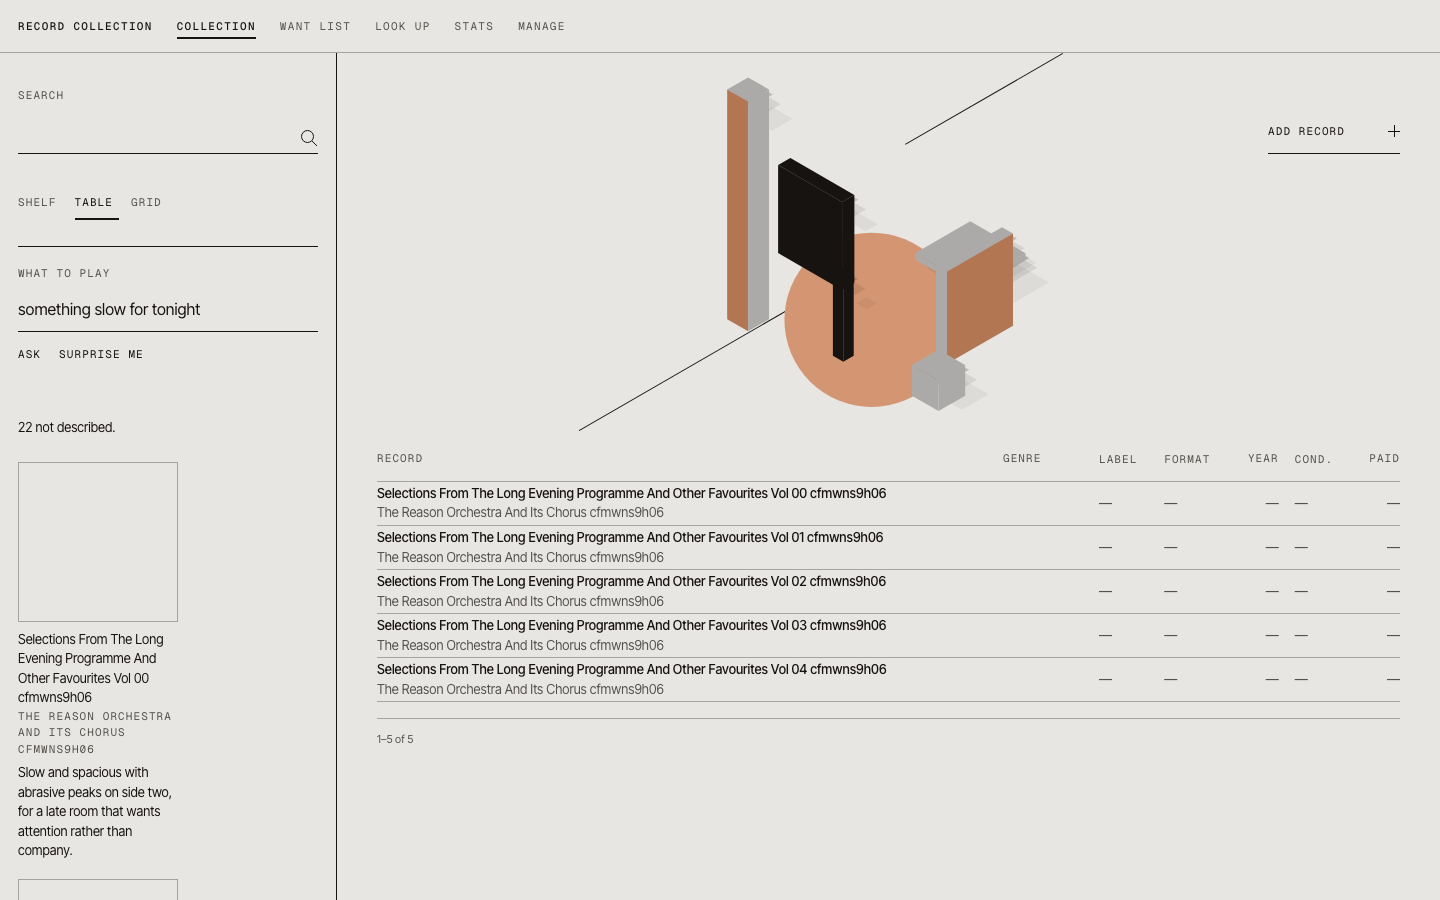 RECORD COLLECTION COLLECTION WANT LIST LOOK UP STATS MANAGE
SEARCH
SHELF TABLE GRID
WHAT TO PLAY
something slow for tonight
ASK SURPRISE ME
22 not described.
Selections From The Long
Evening Programme And
Other Favourites Vol 00
cfmwns9h06
THE REASON ORCHESTRA
AND ITS CHORUS
CFMWNS9H06
Slow and spacious with
abrasive peaks on side two,
for a late room that wants
attention rather than
company.
ADD RECORD
RECORD GENRE LABEL FORMAT YEAR COND. PAID
Selections From The Long Evening Programme And Other Favourites Vol 00 cfmwns9h06
The Reason Orchestra And Its Chorus cfmwns9h06
— — — — —
Selections From The Long Evening Programme And Other Favourites Vol 01 cfmwns9h06
The Reason Orchestra And Its Chorus cfmwns9h06
— — — — —
Selections From The Long Evening Programme And Other Favourites Vol 02 cfmwns9h06
The Reason Orchestra And Its Chorus cfmwns9h06
— — — — —
Selections From The Long Evening Programme And Other Favourites Vol 03 cfmwns9h06
The Reason Orchestra And Its Chorus cfmwns9h06
— — — — —
Selections From The Long Evening Programme And Other Favourites Vol 04 cfmwns9h06
The Reason Orchestra And Its Chorus cfmwns9h06
— — — — —
1–5 of 5